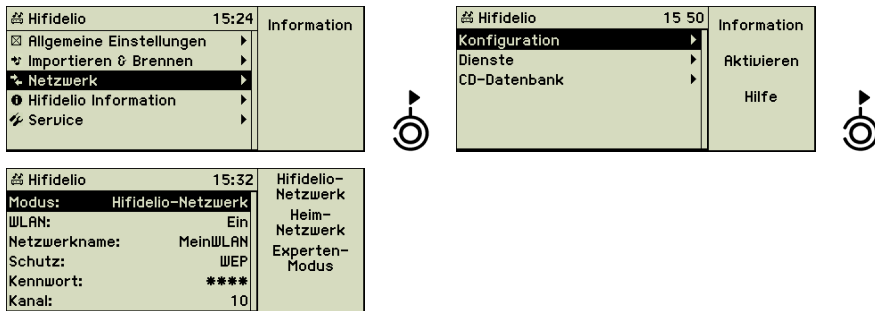 Hifidelio 15:24
Allgemeine Einstellungen
Importieren & Brennen
Netzwerk
Hifidelio Information
Service
Information
Hifidelio 15 50
Konfiguration
Dienste
CD-Datenbank
Information
Aktivieren
Hilfe
Hifidelio 15:32
Modus: Hifidelio-Netzwerk
WLAN: Ein
Netzwerkname: MeinWLAN
Schutz: WEP
Kennwort: ****
Kanal: 10
Hifidelio-
Netzwerk
Heim-
Netzwerk
Experten-
Modus